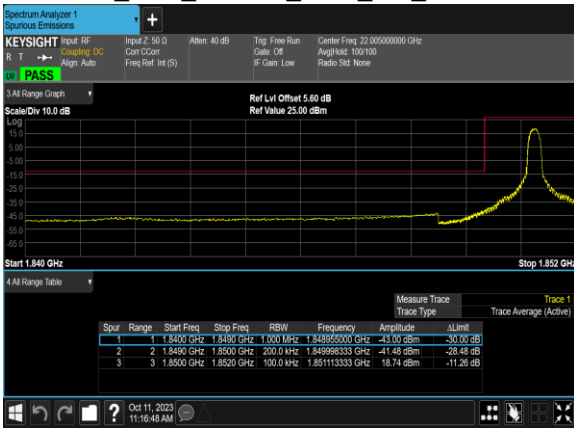 Spectrum Analyzer 1
Spurious Emissions
+
KEYSIGHT Input: RF Input Z: 50 Ω Atten: 40 dB Trig: Free Run Center Freq: 22.005000000 GHz
R T Coupling: DC Corr CCorr Gate: Off Avg|Hold: 100/100
Align: Auto Freq Ref: Int (S) IF Gain: Low Radio Std: None
PASS
3 All Range Graph
Ref Lvl Offset 5.60 dB
Scale/Div 10.0 dB Ref Value 25.00 dBm
Log
15.0
5.00
-5.00
-15.0
-25.0
-35.0
-45.0
-55.0
-65.0
Start 1.840 GHz Stop 1.852 GHz
4 All Range Table
Measure Trace Trace 1
Trace Type Trace Average (Active)
Spur Range Start Freq Stop Freq RBW Frequency Amplitude ΔLimit
1 1 1.8400 GHz 1.8490 GHz 1.000 MHz 1.848955000 GHz -43.00 dBm -30.00 dB
2 2 1.8490 GHz 1.8500 GHz 200.0 kHz 1.849998333 GHz -41.48 dBm -28.48 dB
3 3 1.8500 GHz 1.8520 GHz 100.0 kHz 1.851113333 GHz 18.74 dBm -11.26 dB
? Oct 11, 2023
11:16:48 AM